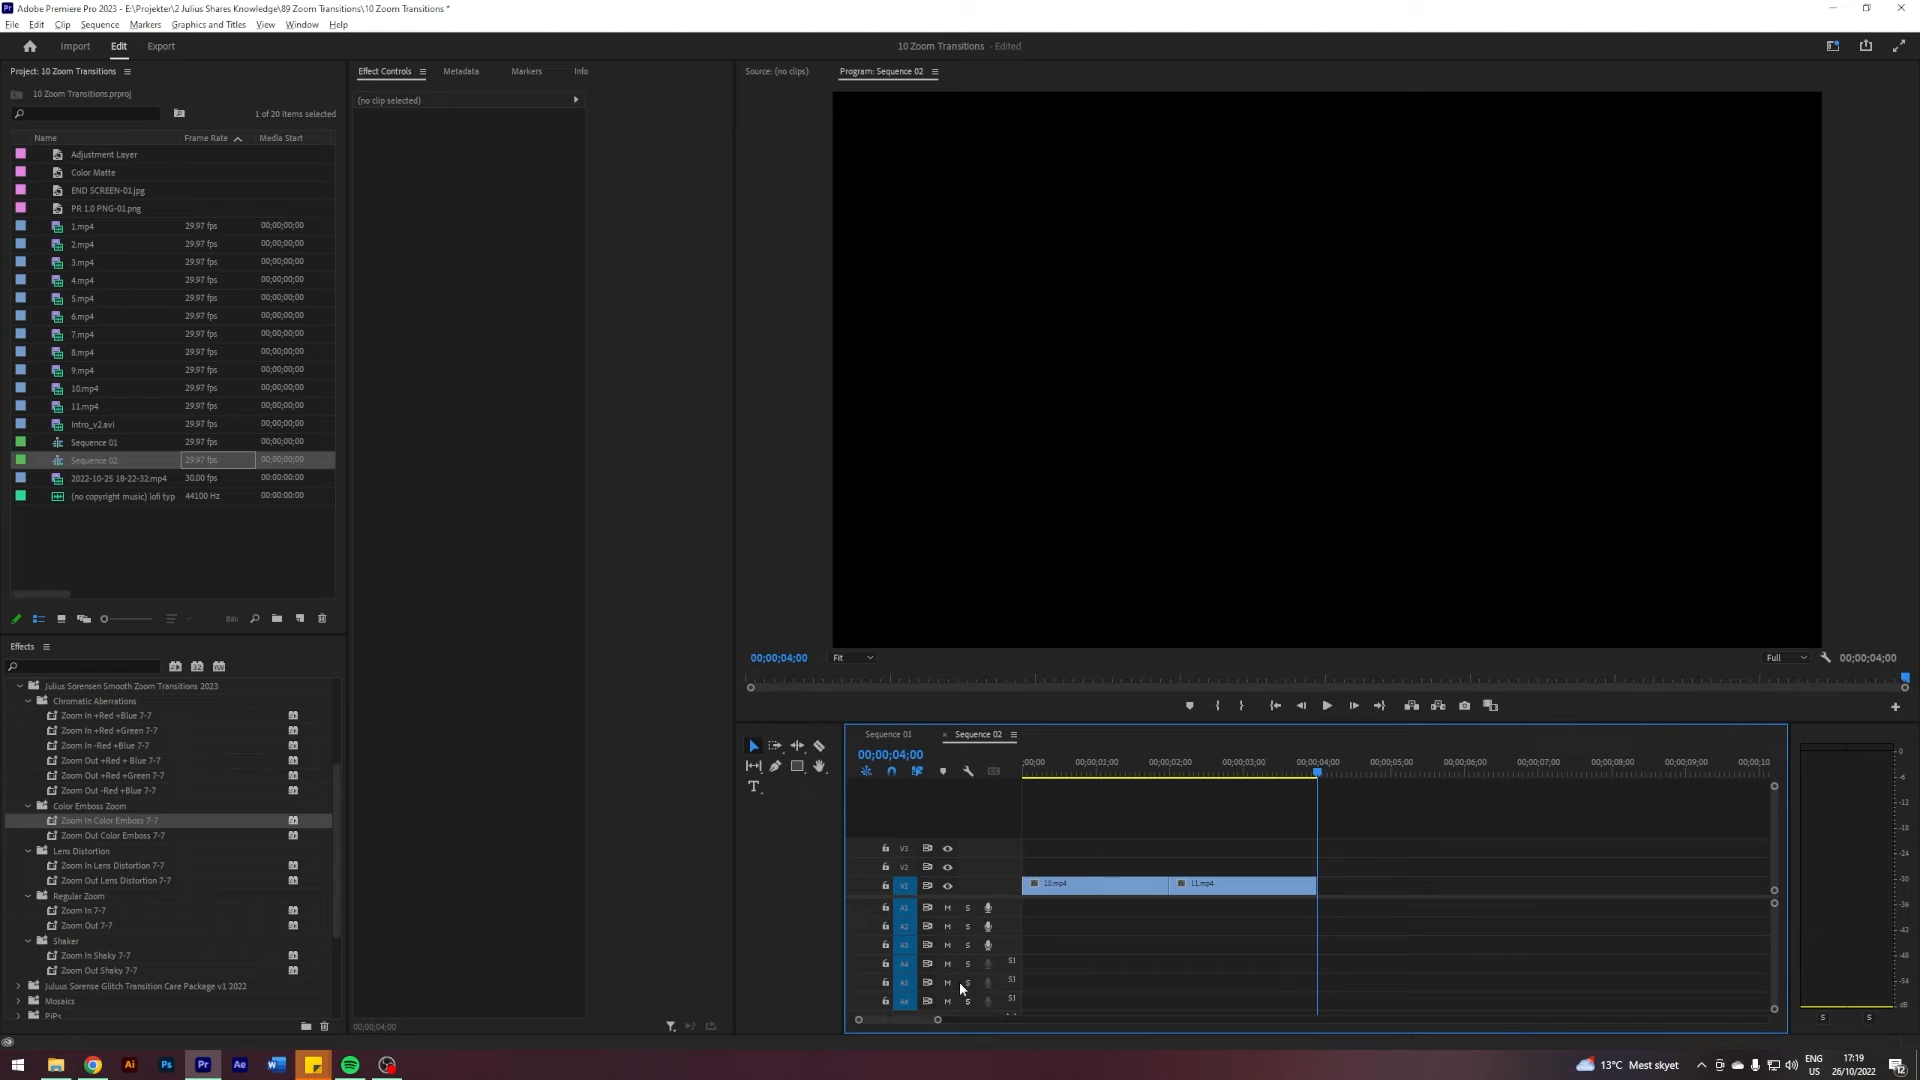 Adobe Premiere Pro 2023 - E:\Projekter\2 Julius Shares Knowledge\89 Zoom Transitions\10 Zoom Transitions *
File Edit Clip Sequence Markers Graphics and Titles View Window Help
Import Edit Export
10 Zoom Transitions - Edited
Project: 10 Zoom Transitions
10 Zoom Transitions.prproj
1 of 20 items selected
Name Frame Rate Media Start
Adjustment Layer
Color Matte
END SCREEN-01.jpg
PR 1.0 PNG-01.png
1.mp4 29.97 fps 00;00;00;00
2.mp4 29.97 fps 00;00;00;00
3.mp4 29.97 fps 00;00;00;00
4.mp4 29.97 fps 00;00;00;00
5.mp4 29.97 fps 00;00;00;00
6.mp4 29.97 fps 00;00;00;00
7.mp4 29.97 fps 00;00;00;00
8.mp4 29.97 fps 00;00;00;00
9.mp4 29.97 fps 00;00;00;00
10.mp4 29.97 fps 00;00;00;00
11.mp4 29.97 fps 00;00;00;00
Intro_v2.avi 29.97 fps 00;00;00;00
Sequence 01 29.97 fps 00;00;00;00
Sequence 02 29.97 fps 00;00;00;00
2022-10-25 18-22-32.mp4 30.00 fps 00:00:00:00
(no copyright music) lofi typ 44100 Hz 00:00:00:00
Effects
Julius Sorensen Smooth Zoom Transitions 2023
Chromatic Aberrations
Zoom In +Red +Blue 7-7
Zoom In +Red +Green 7-7
Zoom In -Red +Blue 7-7
Zoom Out +Red + Blue 7-7
Zoom Out +Red +Green 7-7
Zoom Out -Red +Blue 7-7
Color Emboss Zoom
Zoom In Color Emboss 7-7
Zoom Out Color Emboss 7-7
Lens Distortion
Zoom In Lens Distortion 7-7
Zoom Out Lens Distortion 7-7
Regular Zoom
Zoom In 7-7
Zoom Out 7-7
Shaker
Zoom In Shaky 7-7
Zoom Out Shaky 7-7
Juluus Sorense Glitch Transition Care Package v1 2022
Mosaics
PiPs
Effect Controls Metadata Markers Info
(no clip selected)
00;00;04;00
Source: (no clips) Program: Sequence 02
00;00;04;00 Fit Full 00;00;04;00
Sequence 01 × Sequence 02
00;00;04;00
;00;00 00;00;01;00 00;00;02;00 00;00;03;00 00;00;04;00 00;00;05;00 00;00;06;00 00;00;07;00 00;00;08;00 00;00;09;00 00;00;10
V3
V2
V1 10.mp4 11.mp4
A1 M S
A2 M S
A3 M S
A4 M S S1
A5 M S S1
A6 M S S1
0
-6
-12
-18
-24
-30
-36
-42
-48
-54
dB
S S
Ai Ps Pr Ae W
13°C Mest skyet
ENG
US
17:19
26/10/2022
12